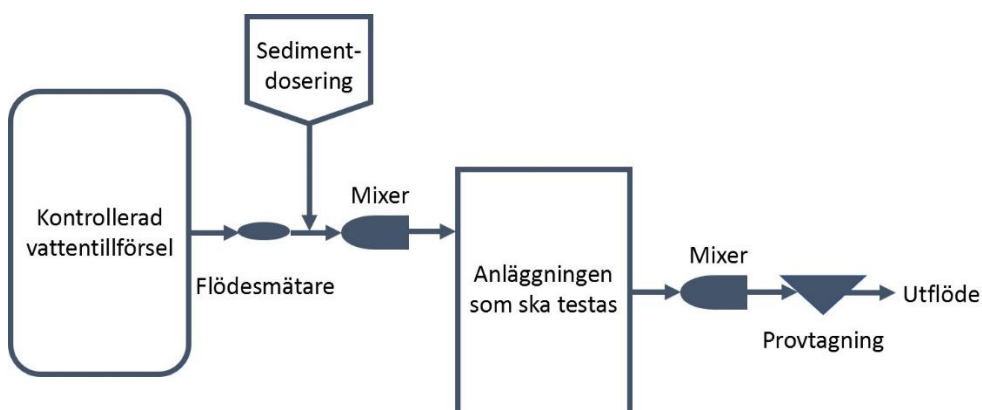 Sediment-
dosering
Kontrollerad
vattentillförsel
Flödesmätare
Mixer
Anläggningen
som ska testas
Mixer
Provtagning
Utflöde